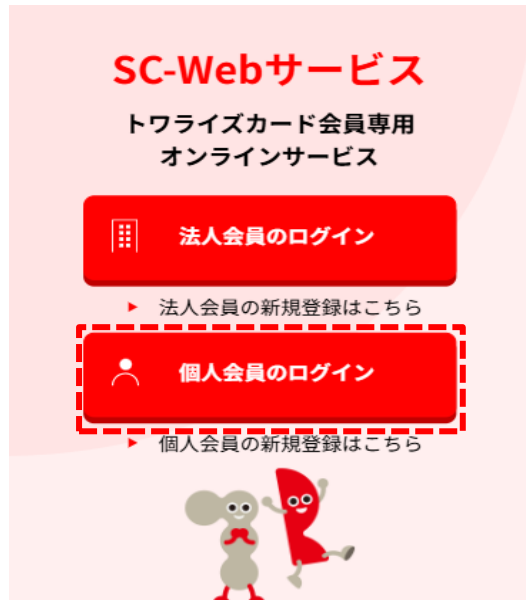 SC-Webサービス
トワライズカード会員専用
オンラインサービス
法人会員のログイン
法人会員の新規登録はこちら
個人会員のログイン
個人会員の新規登録はこちら